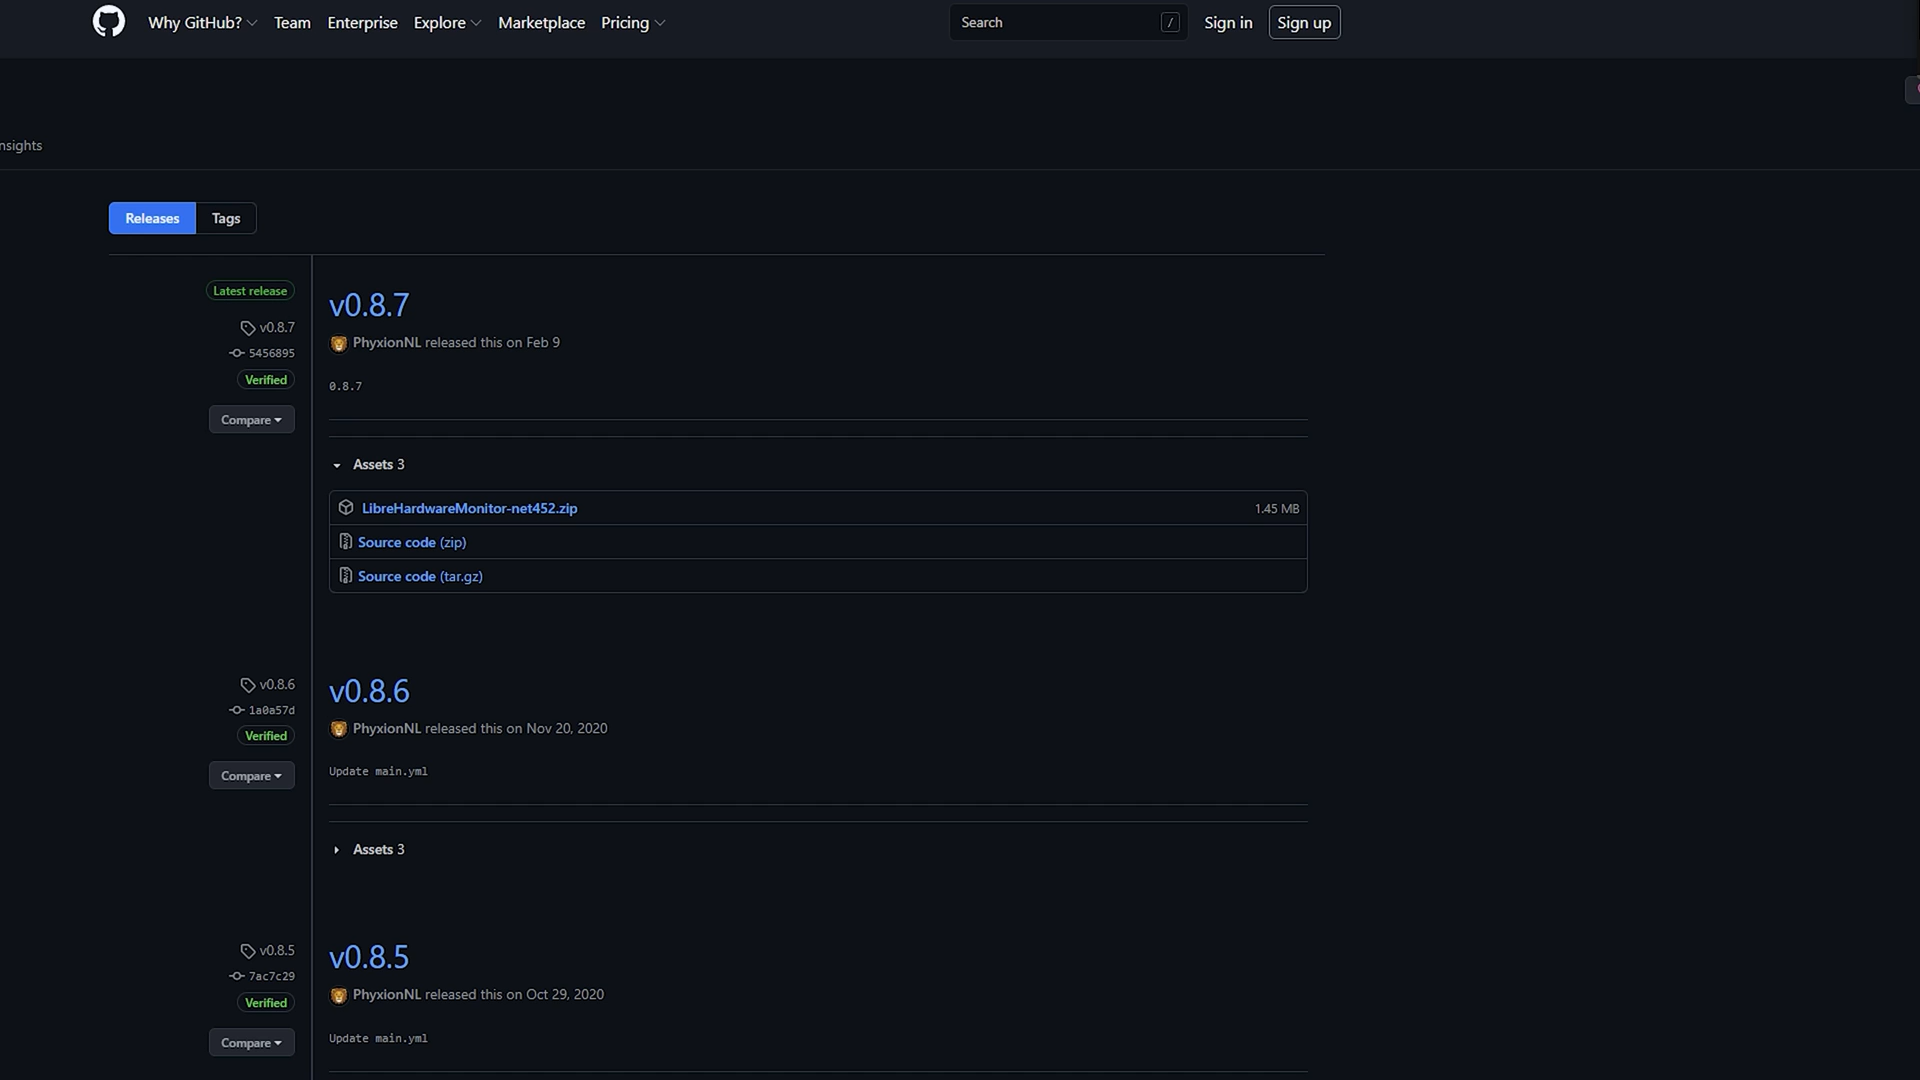 Why GitHub? Team Enterprise Explore Marketplace Pricing Search / Sign in Sign up
nsights
Releases Tags
Latest release
v0.8.7
5456895
Verified
Compare
v0.8.7
PhyxionNL released this on Feb 9
0.8.7
Assets 3
LibreHardwareMonitor-net452.zip 1.45 MB
Source code (zip)
Source code (tar.gz)
v0.8.6
1a0a57d
Verified
Compare
v0.8.6
PhyxionNL released this on Nov 20, 2020
Update main.yml
Assets 3
v0.8.5
7ac7c29
Verified
Compare
v0.8.5
PhyxionNL released this on Oct 29, 2020
Update main.yml